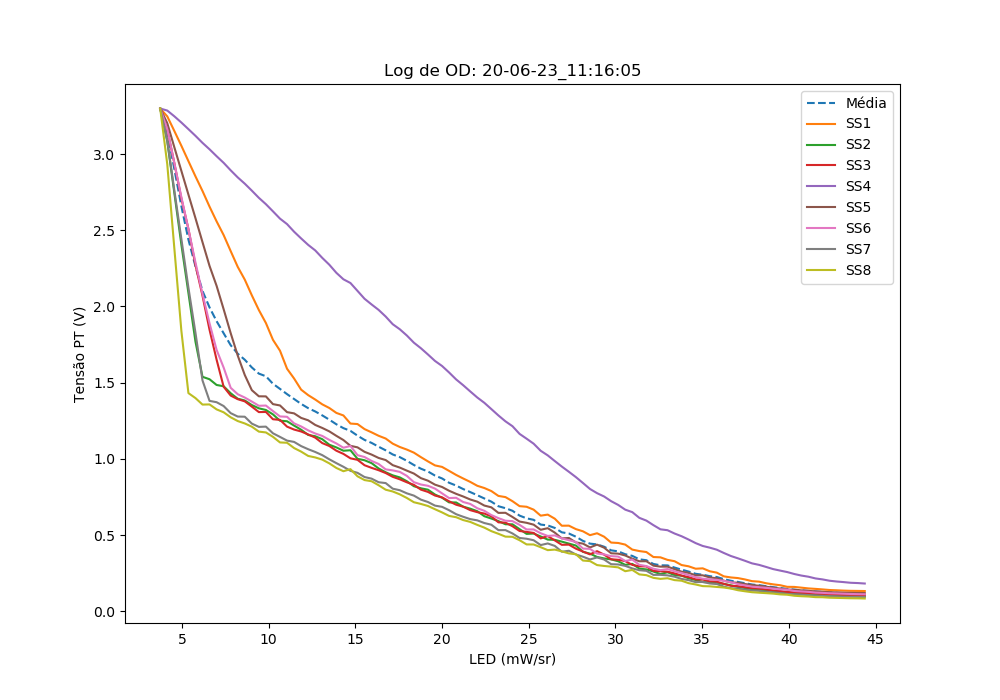 Log de OD: 20-06-23_11:16:05
Média
SS1
SS2
SS3
SS4
SS5
SS6
SS7
SS8
Tensão PT (V)
3.0
2.5
2.0
1.5
1.0
0.5
0.0
5 10 15 20 25 30 35 40 45
LED (mW/sr)